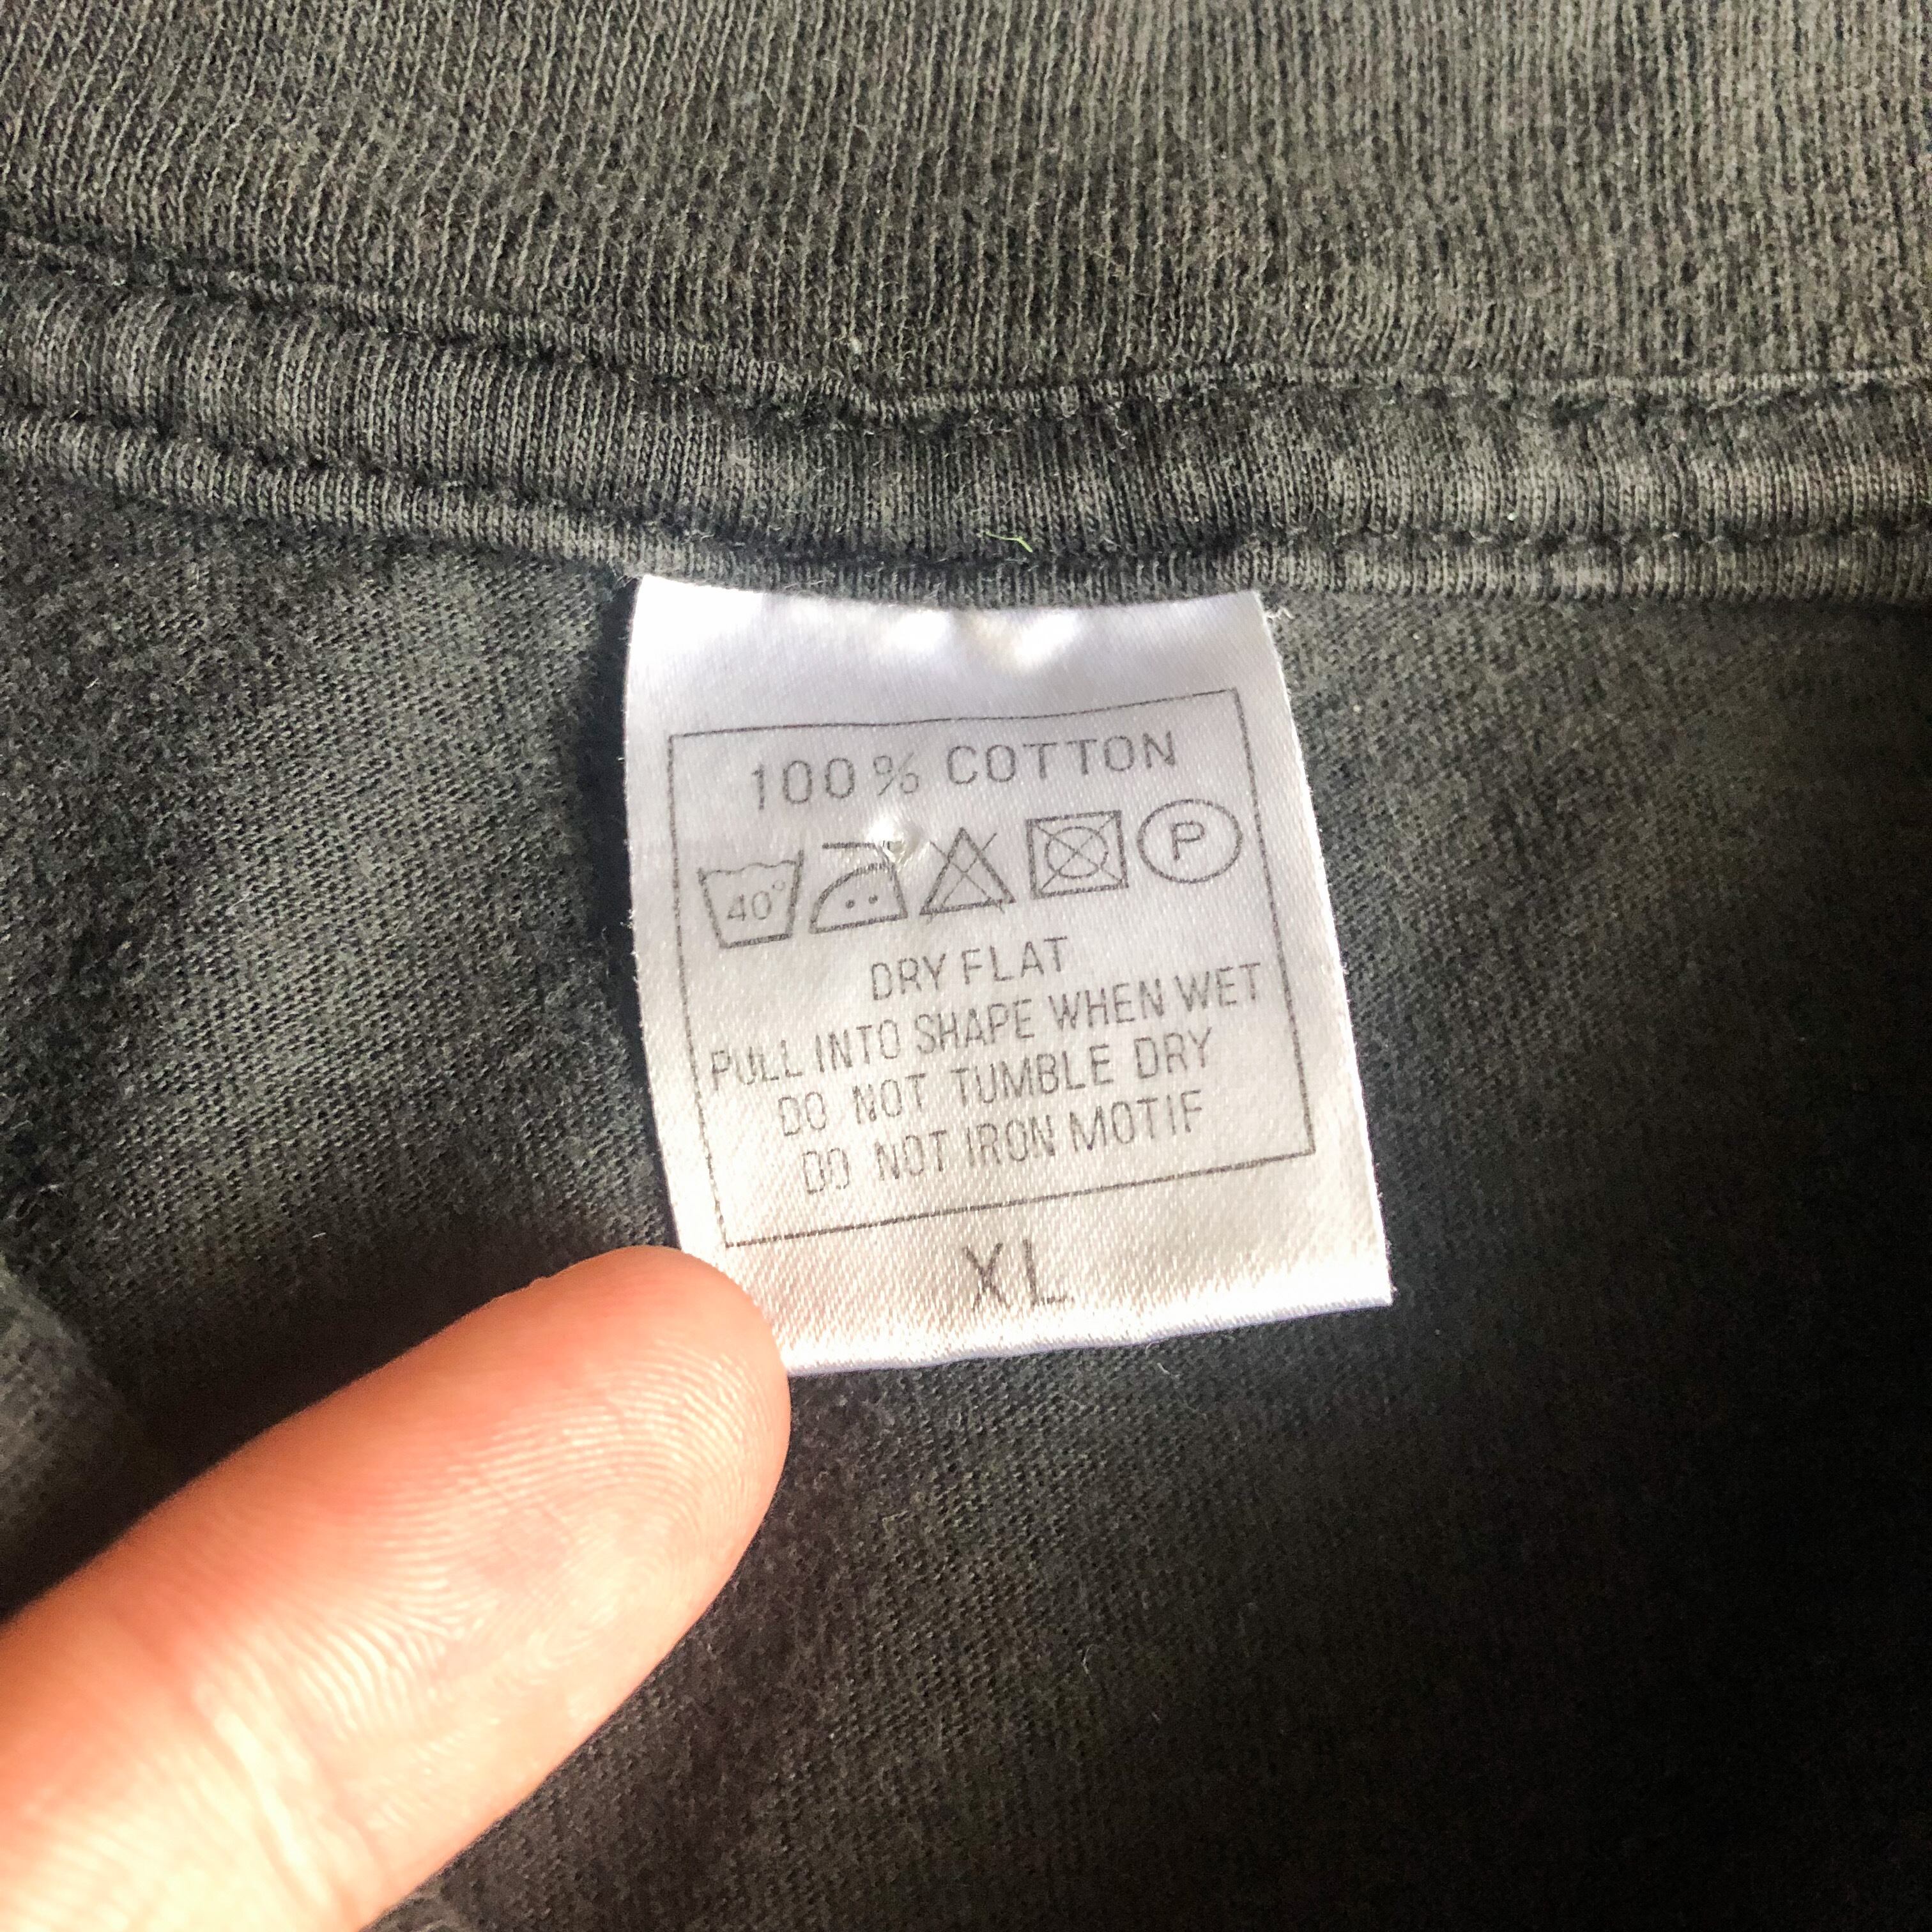 100% COTTON
40° P
DRY FLAT
PULL INTO SHAPE WHEN WET
DO NOT TUMBLE DRY
DO NOT IRON MOTIF
XL